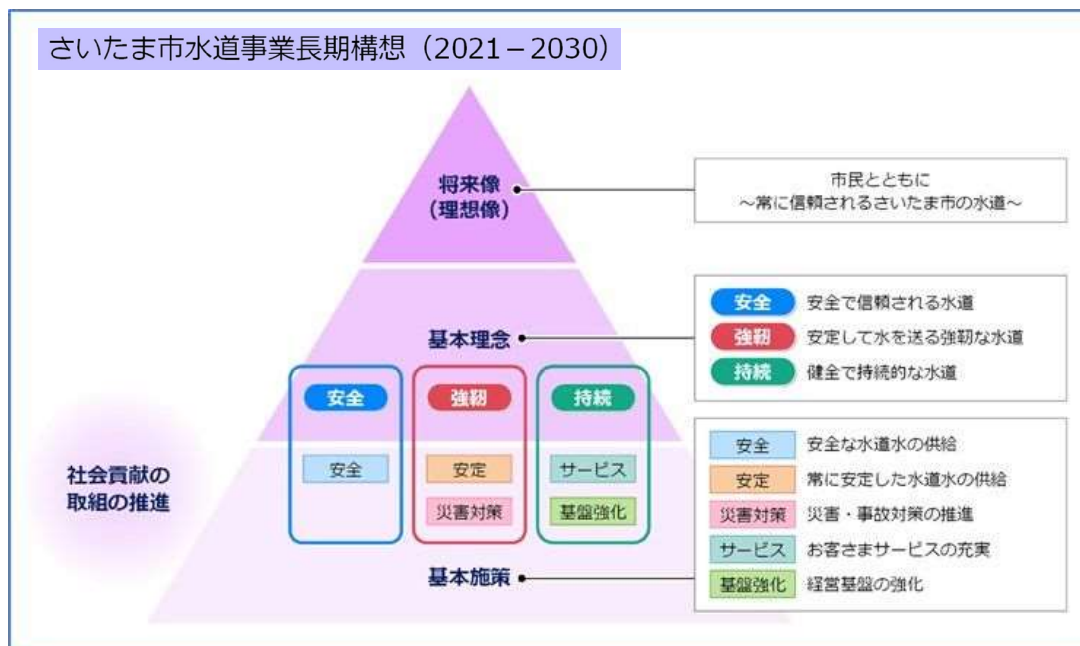 さいたま市水道事業長期構想（2021－2030）
将来像
（理想像）
市民とともに
～常に信頼されるさいたま市の水道～
基本理念
安全 安全で信頼される水道
強靭 安定して水を送る強靭な水道
持続 健全で持続的な水道
安全 強靭 持続
安全 安定 サービス
災害対策 基盤強化
社会貢献の
取組の推進
基本施策
安全 安全な水道水の供給
安定 常に安定した水道水の供給
災害対策 災害・事故対策の推進
サービス お客さまサービスの充実
基盤強化 経営基盤の強化